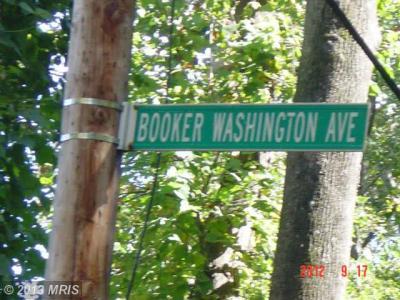 BOOKER WASHINGTON AVE
2012 9 17
© 2013 MRIS